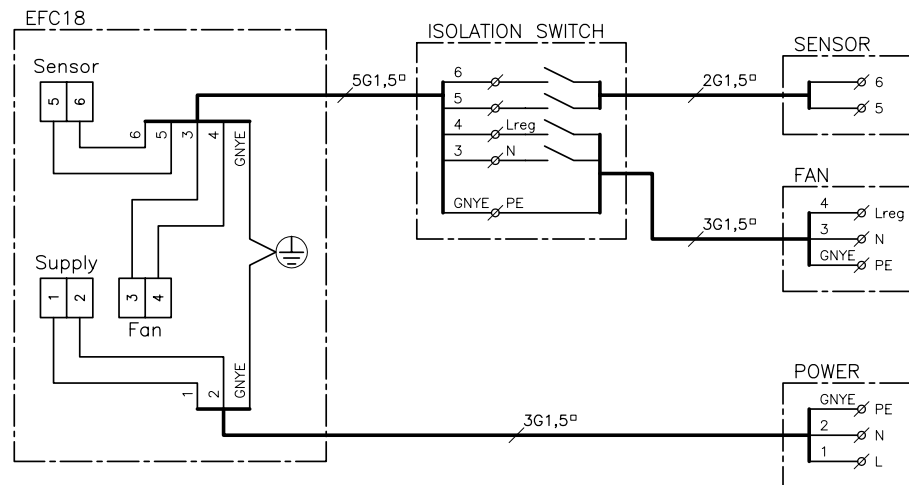 EFC18
ISOLATION SWITCH
SENSOR
Sensor
5 6
6 5 3 4 GNYE
5G1,5¤
6
5
4 Lreg
3 N
GNYE PE
2G1,5¤
6
5
FAN
4 Lreg
3 N
GNYE PE
3G1,5¤
Supply
1 2
3 4
Fan
1 2 GNYE
3G1,5¤
POWER
GNYE PE
2 N
1 L